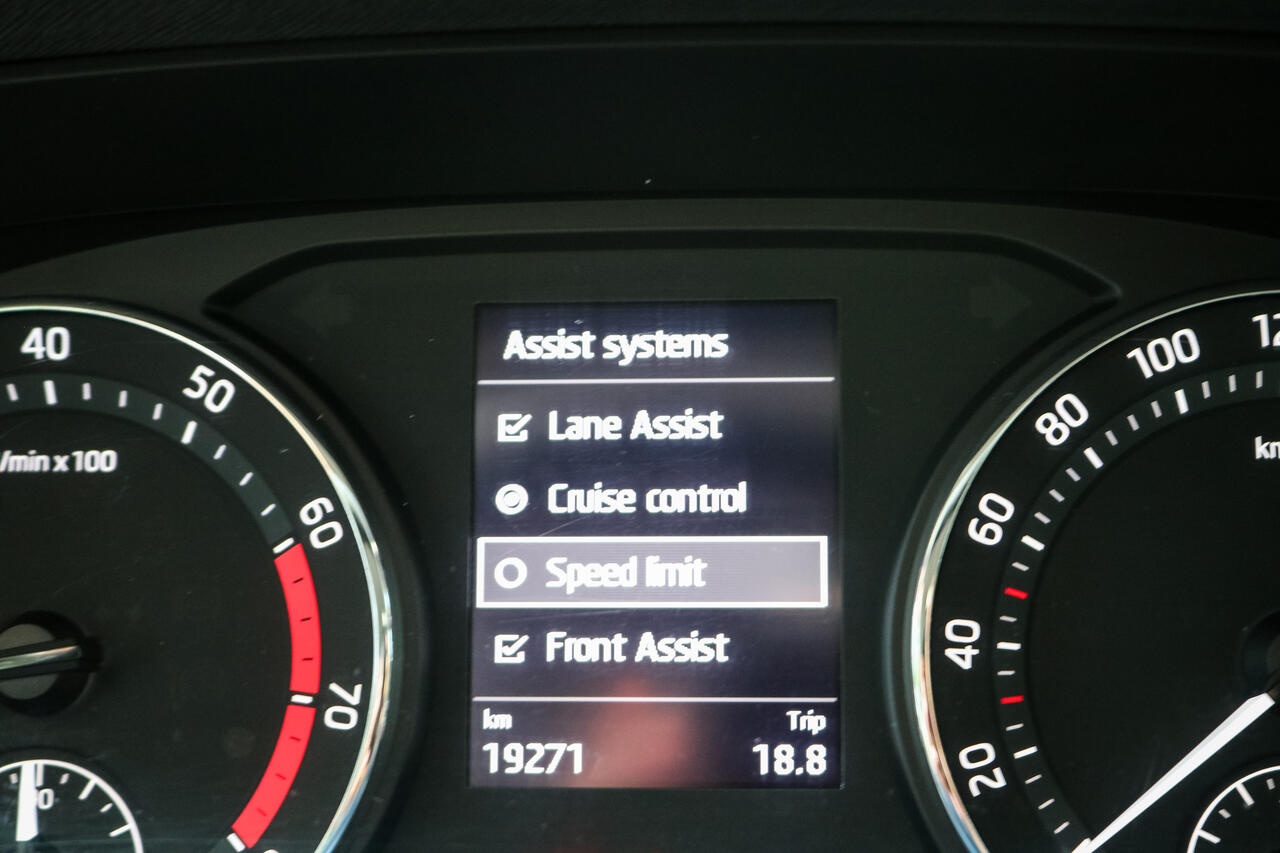 40
50
60
70
/min x 100
0
Assist systems
Lane Assist
Cruise control
Speed limit
Front Assist
km Trip
19271 18.8
20
40
60
80
100